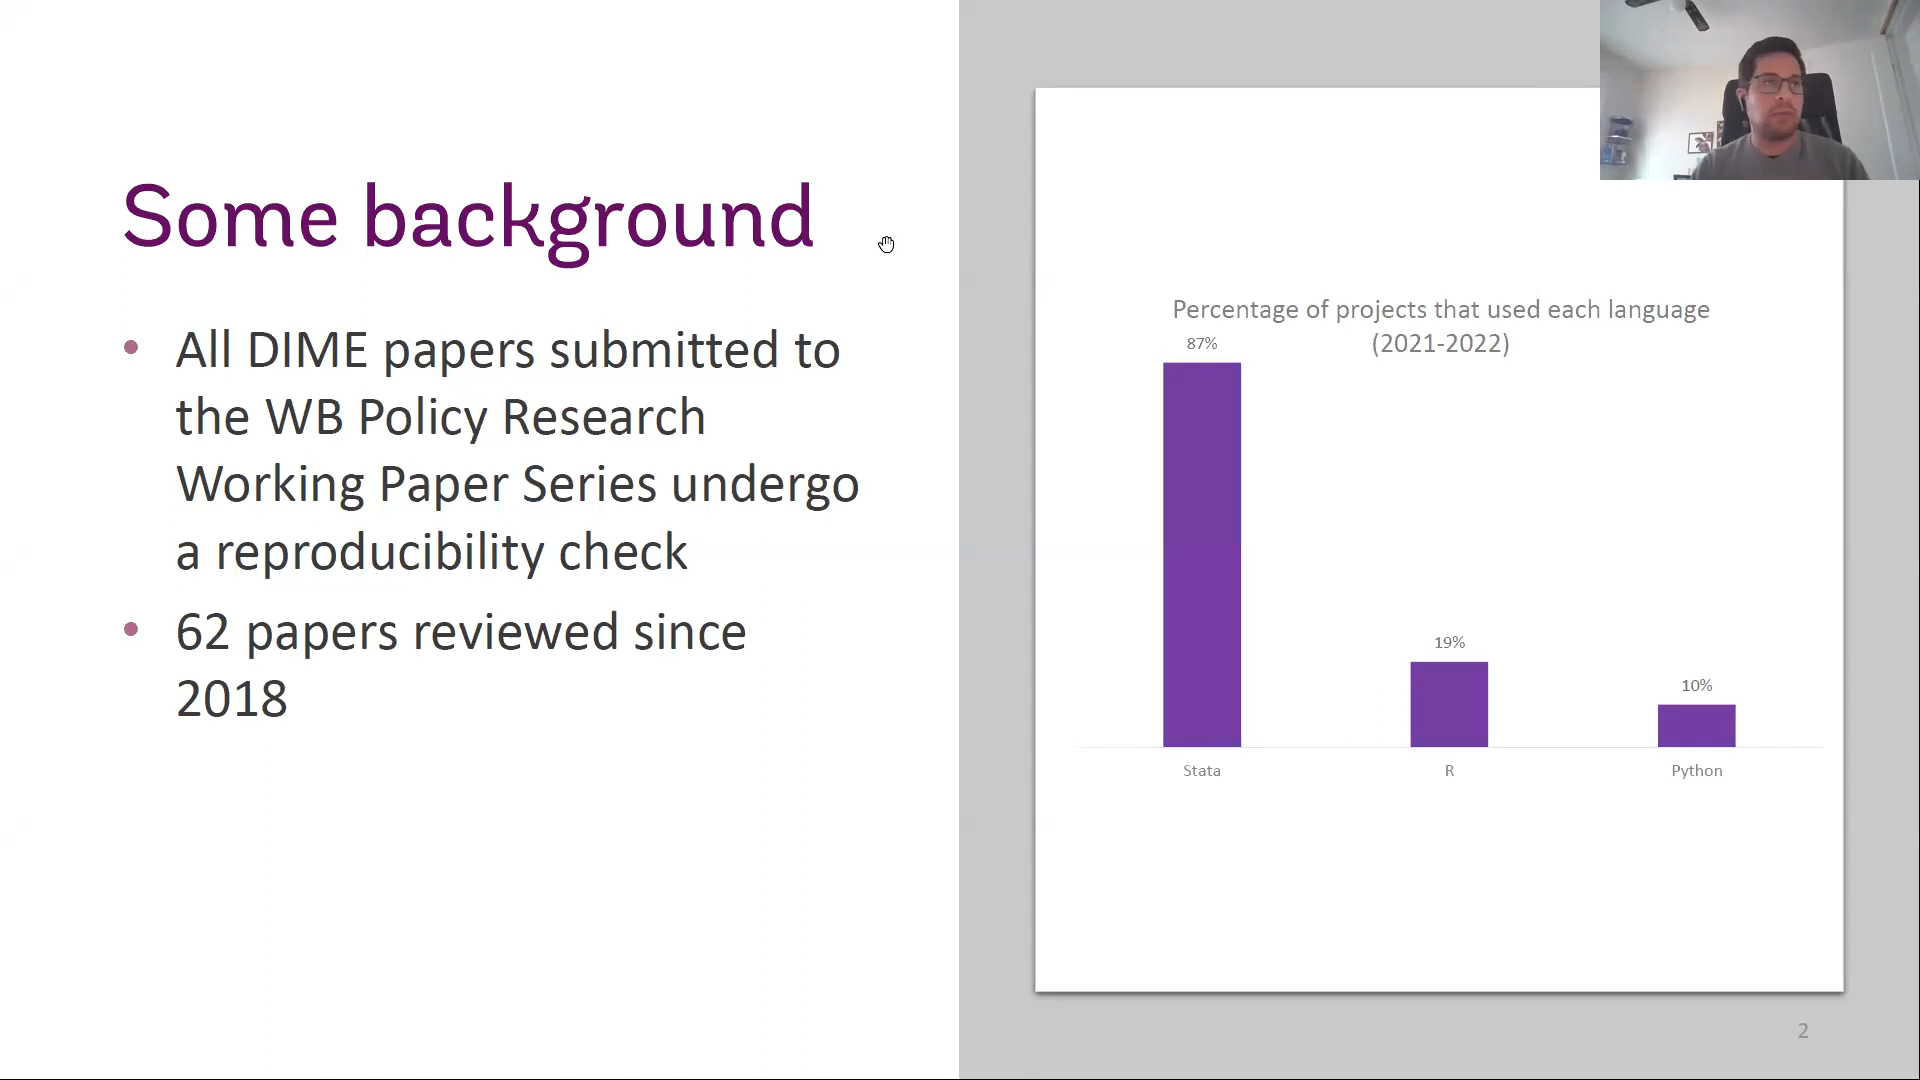 Some background
• All DIME papers submitted to
the WB Policy Research
Working Paper Series undergo
a reproducibility check
• 62 papers reviewed since
2018
Percentage of projects that used each language
(2021-2022)
87%
19%
10%
Stata
R
Python
2